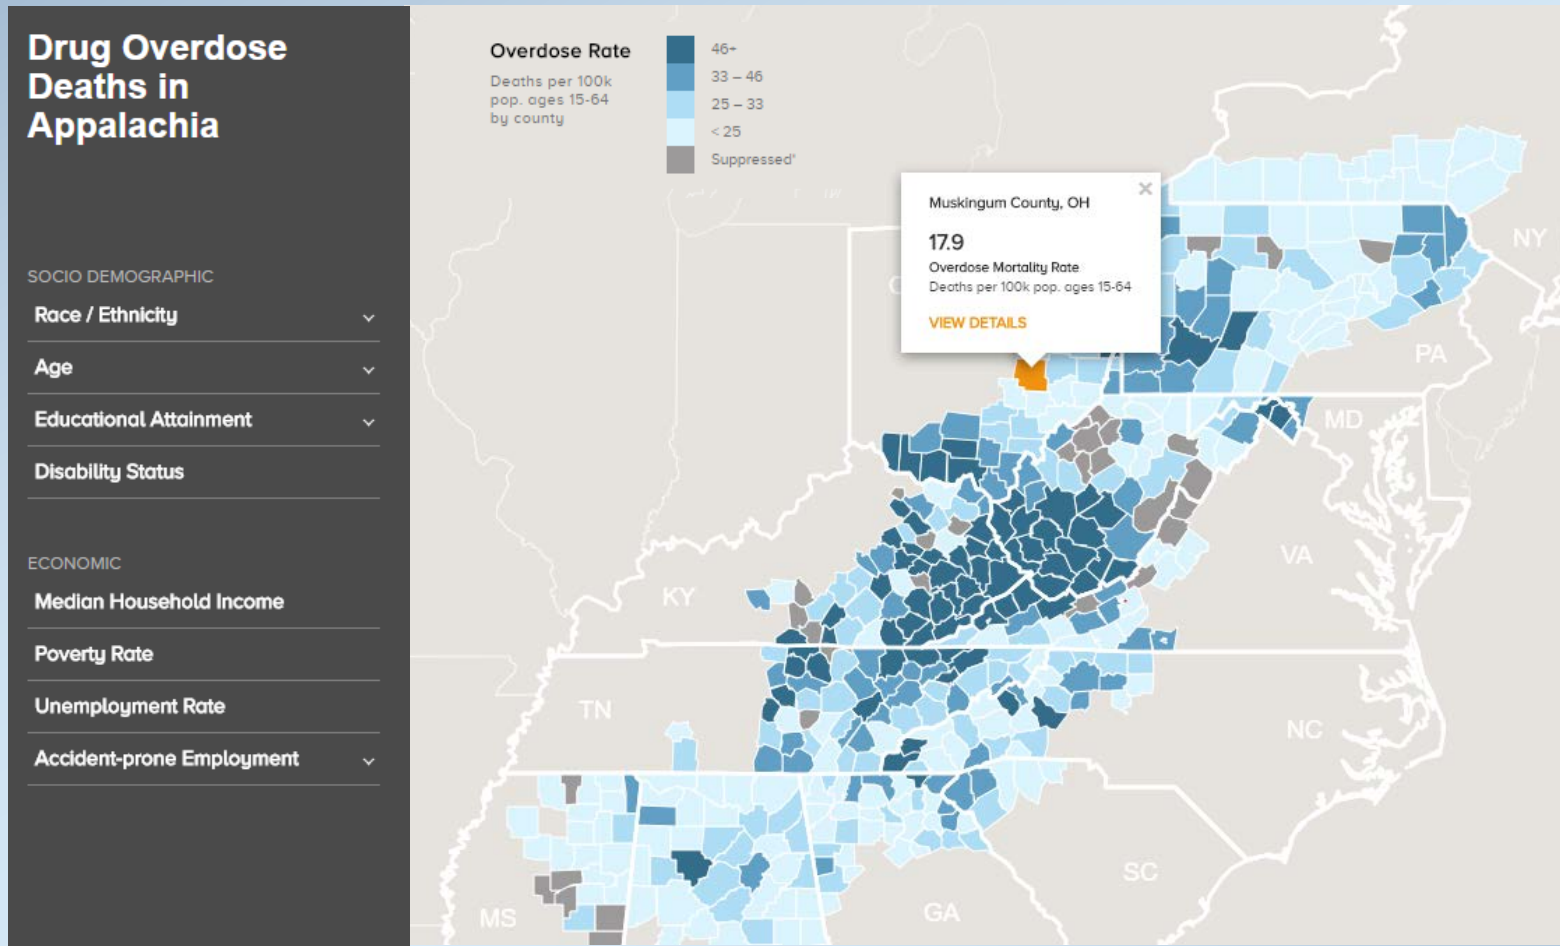 Drug Overdose
Deaths in
Appalachia
SOCIO DEMOGRAPHIC
Race / Ethnicity
Age
Educational Attainment
Disability Status
ECONOMIC
Median Household Income
Poverty Rate
Unemployment Rate
Accident-prone Employment
Overdose Rate
Deaths per 100k
pop. ages 15-64
by county
46+
33 – 46
25 – 33
< 25
Suppressed¹
Muskingum County, OH
17.9
Overdose Mortality Rate
Deaths per 100k pop. ages 15-64
VIEW DETAILS
NY
PA
MD
VA
KY
TN
NC
SC
MS
GA